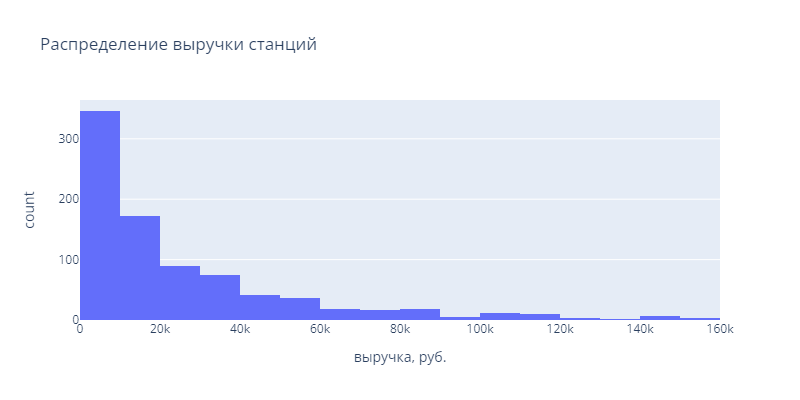 Распределение выручки станций
count
300
200
100
0
0 20k 40k 60k 80k 100k 120k 140k 160k
выручка, руб.